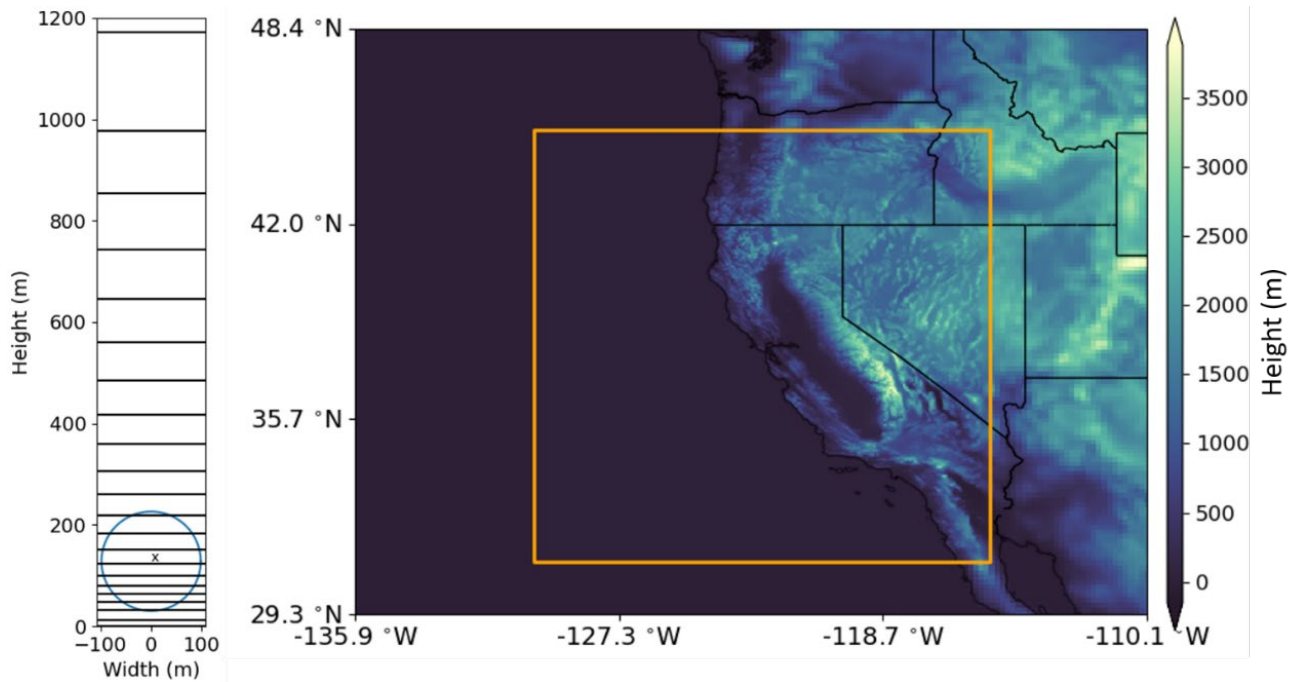 1200
1000
800
600
400
200
0
Height (m)
−100 0 100
Width (m)
x
48.4 °N
42.0 °N
35.7 °N
29.3 °N
-135.9 °W -127.3 °W -118.7 °W -110.1 °W
3500
3000
2500
2000
1500
1000
500
0
Height (m)